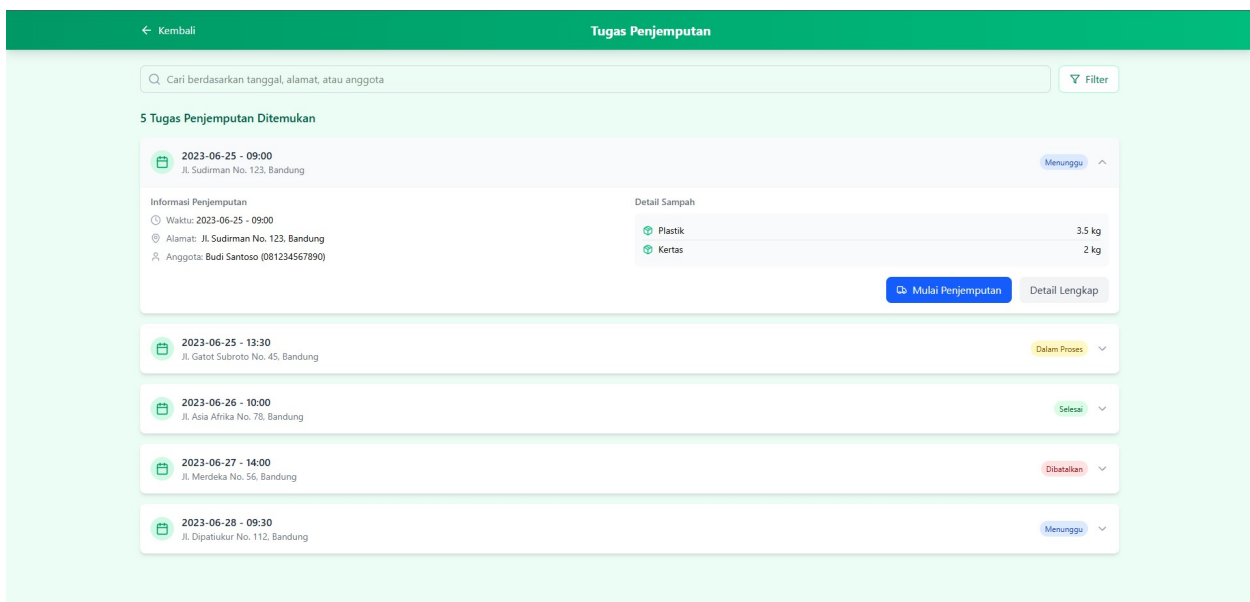 Kembali
Tugas Penjemputan
Cari berdasarkan tanggal, alamat, atau anggota
Filter
5 Tugas Penjemputan Ditemukan
2023-06-25 - 09:00
Jl. Sudirman No. 123, Bandung
Menunggu
Informasi Penjemputan
Waktu: 2023-06-25 - 09:00
Alamat: Jl. Sudirman No. 123, Bandung
Anggota: Budi Santoso (081234567890)
Detail Sampah
Plastik 3.5 kg
Kertas 2 kg
Mulai Penjemputan
Detail Lengkap
2023-06-25 - 13:30
Jl. Gatot Subroto No. 45, Bandung
Dalam Proses
2023-06-26 - 10:00
Jl. Asia Afrika No. 78, Bandung
Selesai
2023-06-27 - 14:00
Jl. Merdeka No. 56, Bandung
Dibatalkan
2023-06-28 - 09:30
Jl. Dipatiukur No. 112, Bandung
Menunggu